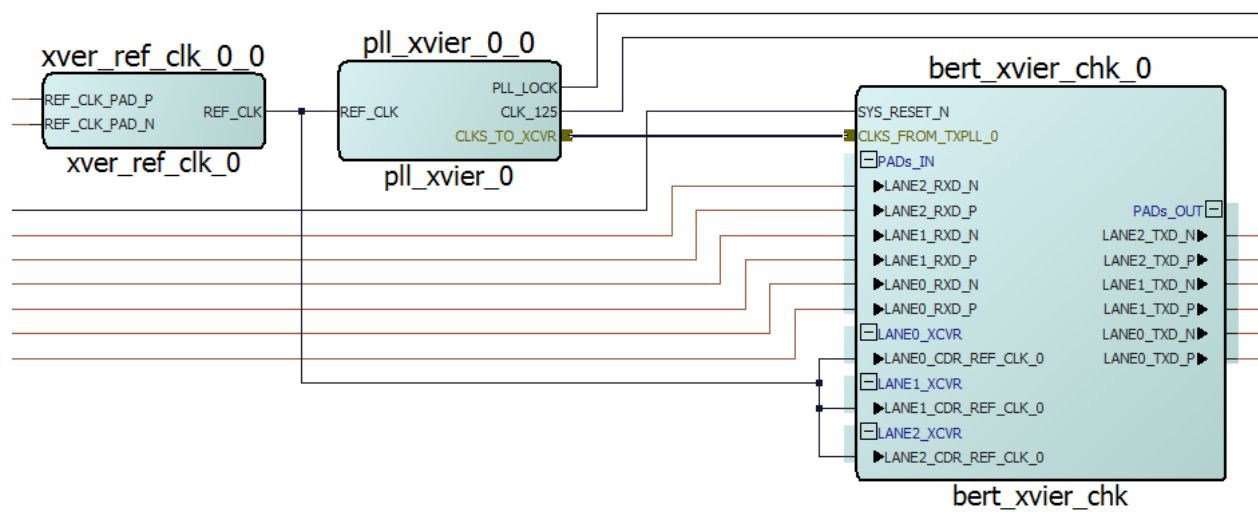 xver_ref_clk_0_0
REF_CLK_PAD_P
REF_CLK_PAD_N
REF_CLK
xver_ref_clk_0
pll_xvier_0_0
REF_CLK
PLL_LOCK
CLK_125
CLKS_TO_XCVR
pll_xvier_0
bert_xvier_chk_0
SYS_RESET_N
CLKS_FROM_TXPLL_0
PADs_IN
LANE2_RXD_N
LANE2_RXD_P
LANE1_RXD_N
LANE1_RXD_P
LANE0_RXD_N
LANE0_RXD_P
LANE0_XCVR
LANE0_CDR_REF_CLK_0
LANE1_XCVR
LANE1_CDR_REF_CLK_0
LANE2_XCVR
LANE2_CDR_REF_CLK_0
PADs_OUT
LANE2_TXD_N
LANE2_TXD_P
LANE1_TXD_N
LANE1_TXD_P
LANE0_TXD_N
LANE0_TXD_P
bert_xvier_chk